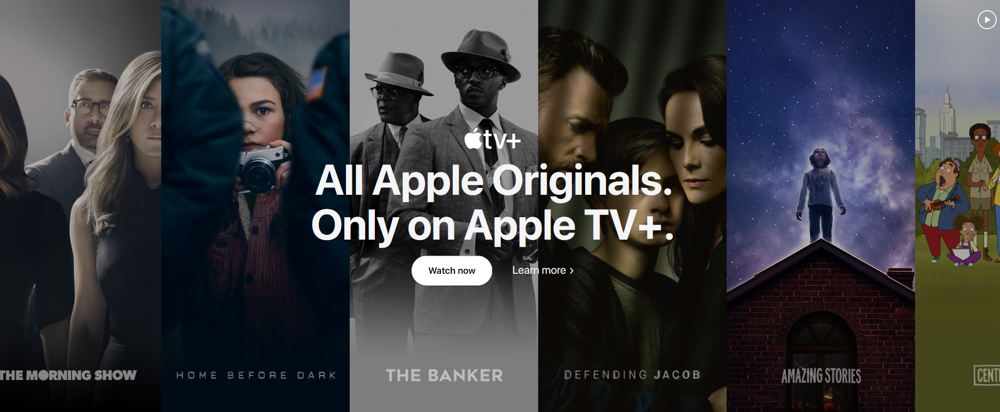 tv+
All Apple Originals.
Only on Apple TV+.
Watch now
Learn more >
THE MORNING SHOW
HOME BEFORE DARK
THE BANKER
DEFENDING JACOB
AMAZING STORIES
CENT